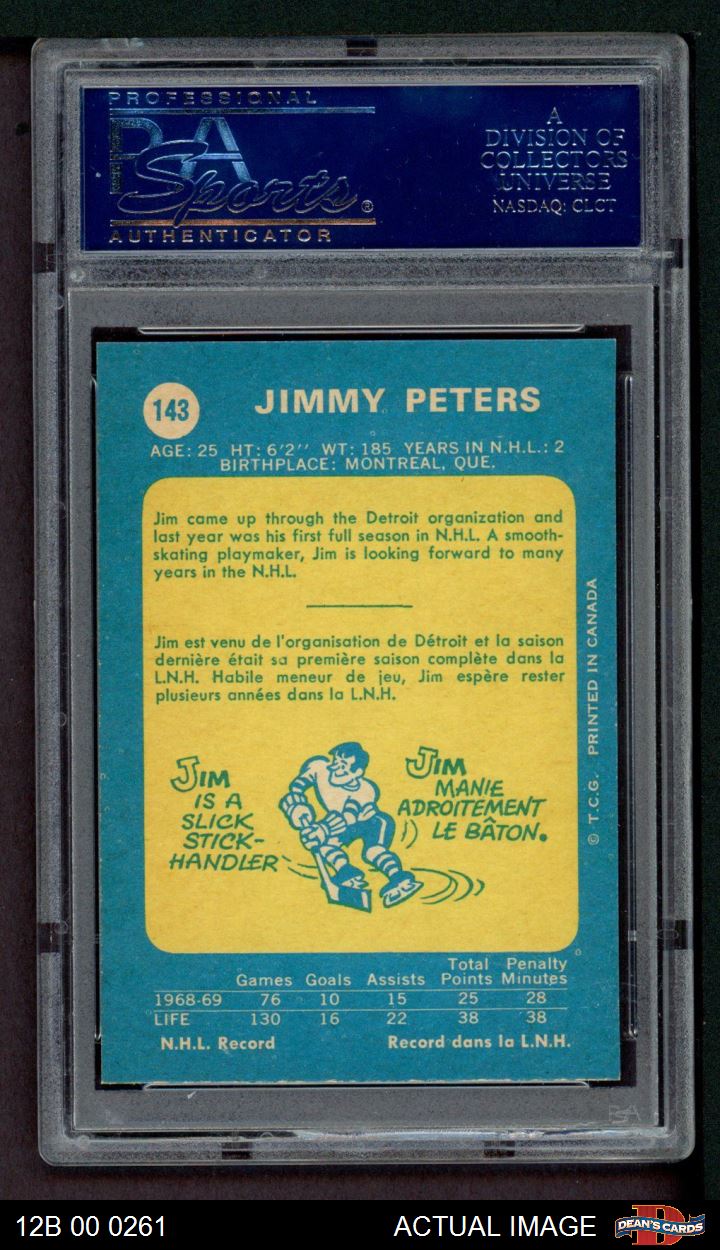 PROFESSIONAL
PSA
Sports®
AUTHENTICATOR
A
DIVISION OF
COLLECTORS
UNIVERSE
NASDAQ: CLCT
143
JIMMY PETERS
AGE: 25 HT: 6'2'' WT: 185 YEARS IN N.H.L.: 2
BIRTHPLACE: MONTREAL, QUE.
Jim came up through the Detroit organization and
last year was his first full season in N.H.L. A smooth-
skating playmaker, Jim is looking forward to many
years in the N.H.L.
Jim est venu de l'organisation de Détroit et la saison
dernière était sa première saison complète dans la
L.N.H. Habile meneur de jeu, Jim espère rester
plusieurs années dans la L.N.H.
JIM
IS A
SLICK
STICK-
HANDLER
JIM
MANIE
ADROITEMENT
LE BÂTON.
© T.C.G. PRINTED IN CANADA
Total Penalty
Games Goals Assists Points Minutes
1968-69 76 10 15 25 28
LIFE 130 16 22 38 38
N.H.L. Record Record dans la L.N.H.
PSA
12B 00 0261 ACTUAL IMAGE D
DEAN'S CARDS